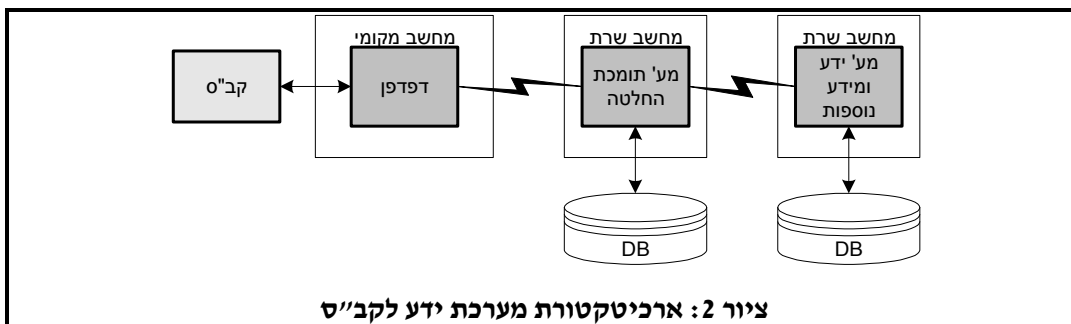 מחשב מקומי
מחשב שרת
מחשב שרת
קב"ס
דפדפן
מע' תומכת
החלטה
מע' ידע
ומידע
נוספות
DB
DB
ציור 2: ארכיטקטורת מערכת ידע לקב"ס